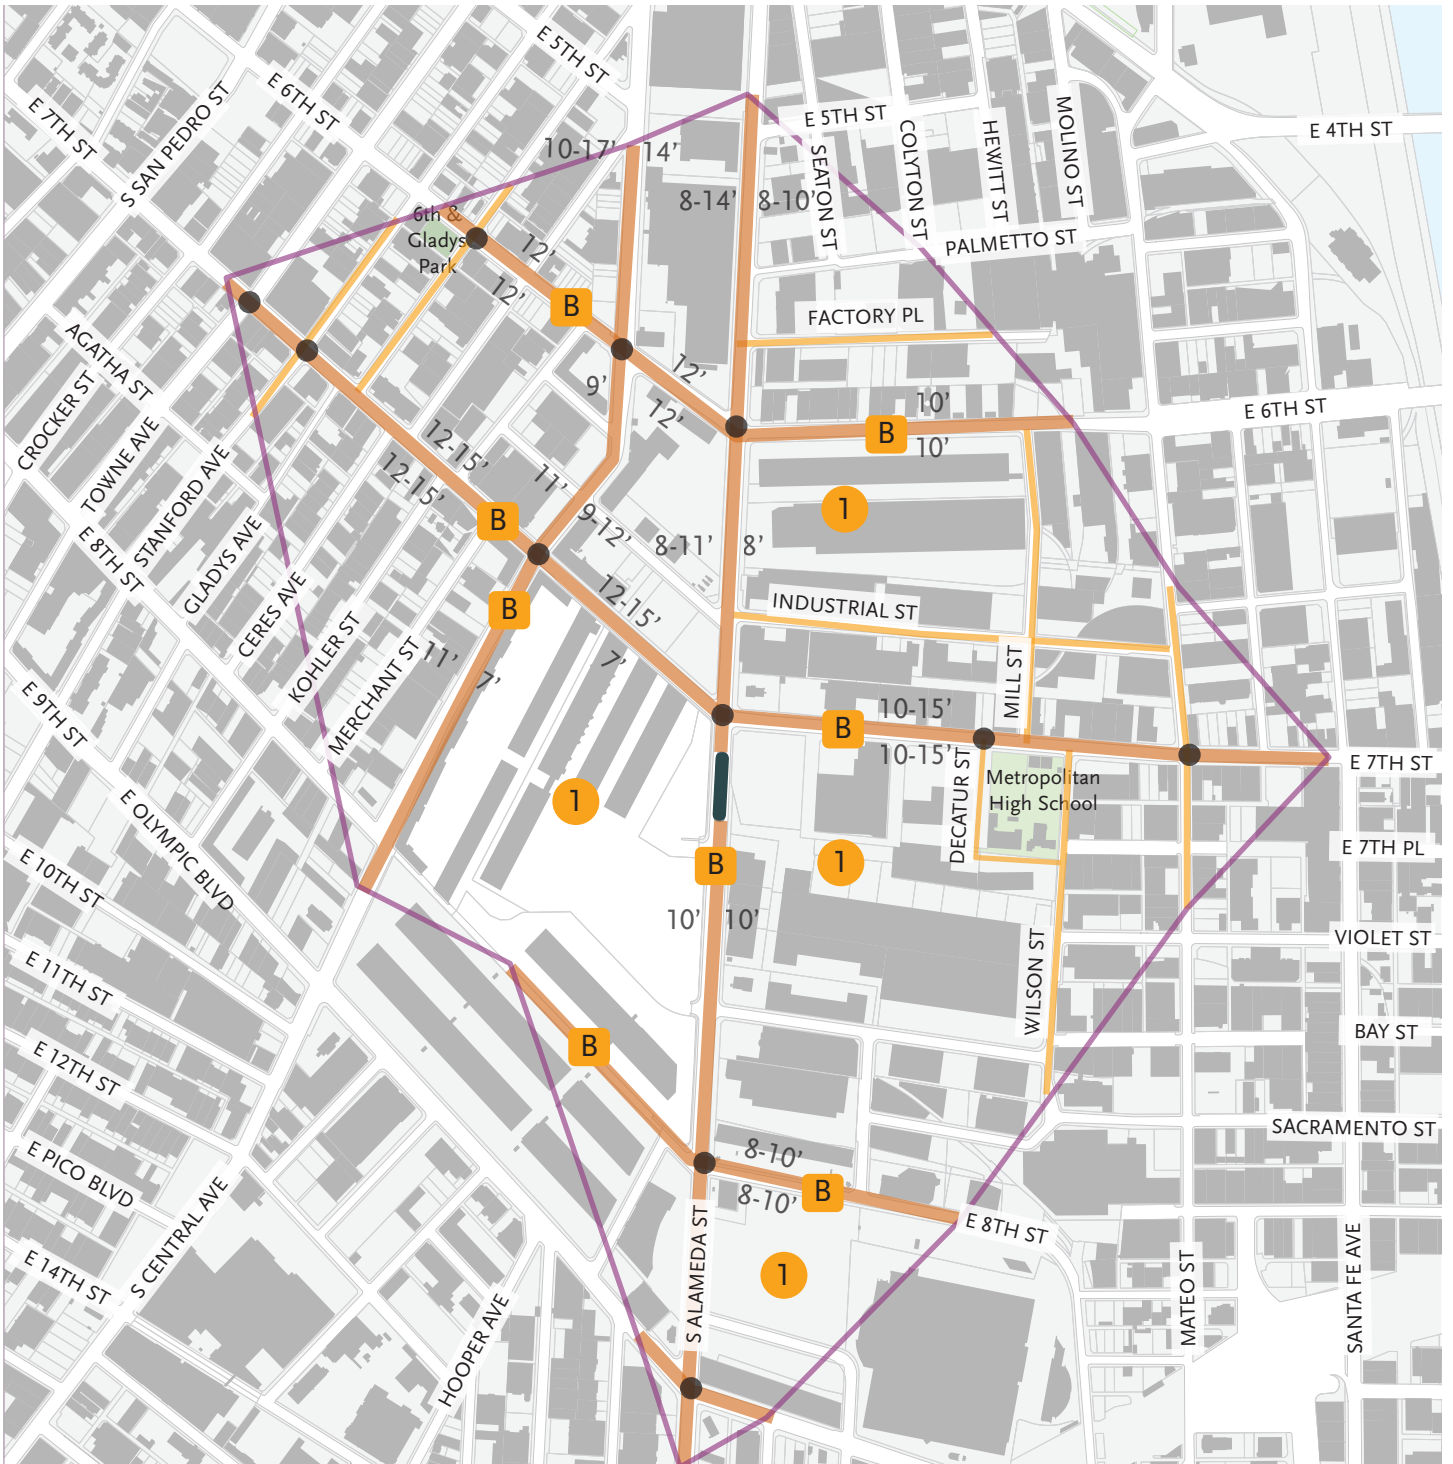 E 5TH ST
E 6TH ST
E 7TH ST
S SAN PEDRO ST
E 5TH ST
SEATON ST
COLYTON ST
HEWITT ST
MOLINO ST
E 4TH ST
10-17’
14’
8-14’
8-10’
PALMETTO ST
6th &
Gladys
Park
12’
12’
B
FACTORY PL
AGATHA ST
CROCKER ST
TOWNE AVE
STANFORD AVE
GLADYS AVE
CERES AVE
KOHLER ST
MERCHANT ST
E 8TH ST
E 9TH ST
9’
12’
12’
10’
B
10’
E 6TH ST
12-15’
12-15’
B
11’
9-12’
8-11’
8’
1
B
12-15’
7’
11’
7’
INDUSTRIAL ST
MILL ST
10-15’
B
10-15’
E 7TH ST
DECATUR ST
Metropolitan
High School
1
E 7TH PL
B
1
10’
10’
WILSON ST
VIOLET ST
E OLYMPIC BLVD
E 10TH ST
E 11TH ST
E 12TH ST
E PICO BLVD
E 14TH ST
S CENTRAL AVE
B
BAY ST
SACRAMENTO ST
8-10’
B
8-10’
E 8TH ST
S ALAMEDA ST
1
HOOPER AVE
MATEO ST
SANTA FE AVE